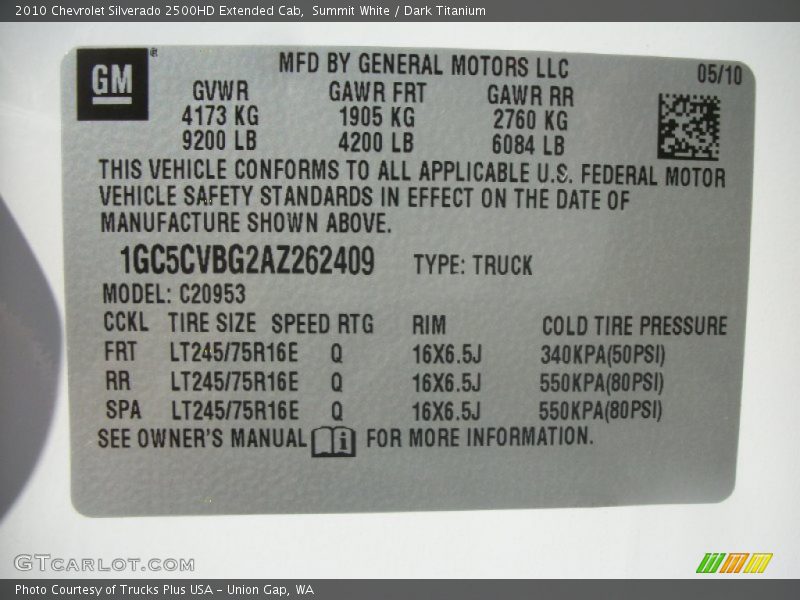 2010 Chevrolet Silverado 2500HD Extended Cab, Summit White / Dark Titanium
GM®
MFD BY GENERAL MOTORS LLC
05/10
GVWR GAWR FRT GAWR RR
4173 KG 1905 KG 2760 KG
9200 LB 4200 LB 6084 LB
THIS VEHICLE CONFORMS TO ALL APPLICABLE U.S. FEDERAL MOTOR
VEHICLE SAFETY STANDARDS IN EFFECT ON THE DATE OF
MANUFACTURE SHOWN ABOVE.
1GC5CVBG2AZ262409 TYPE: TRUCK
MODEL: C20953
CCKL TIRE SIZE SPEED RTG RIM COLD TIRE PRESSURE
FRT LT245/75R16E Q 16X6.5J 340KPA(50PSI)
RR LT245/75R16E Q 16X6.5J 550KPA(80PSI)
SPA LT245/75R16E Q 16X6.5J 550KPA(80PSI)
SEE OWNER'S MANUAL i FOR MORE INFORMATION.
GTCARLOT.COM
Photo Courtesy of Trucks Plus USA - Union Gap, WA